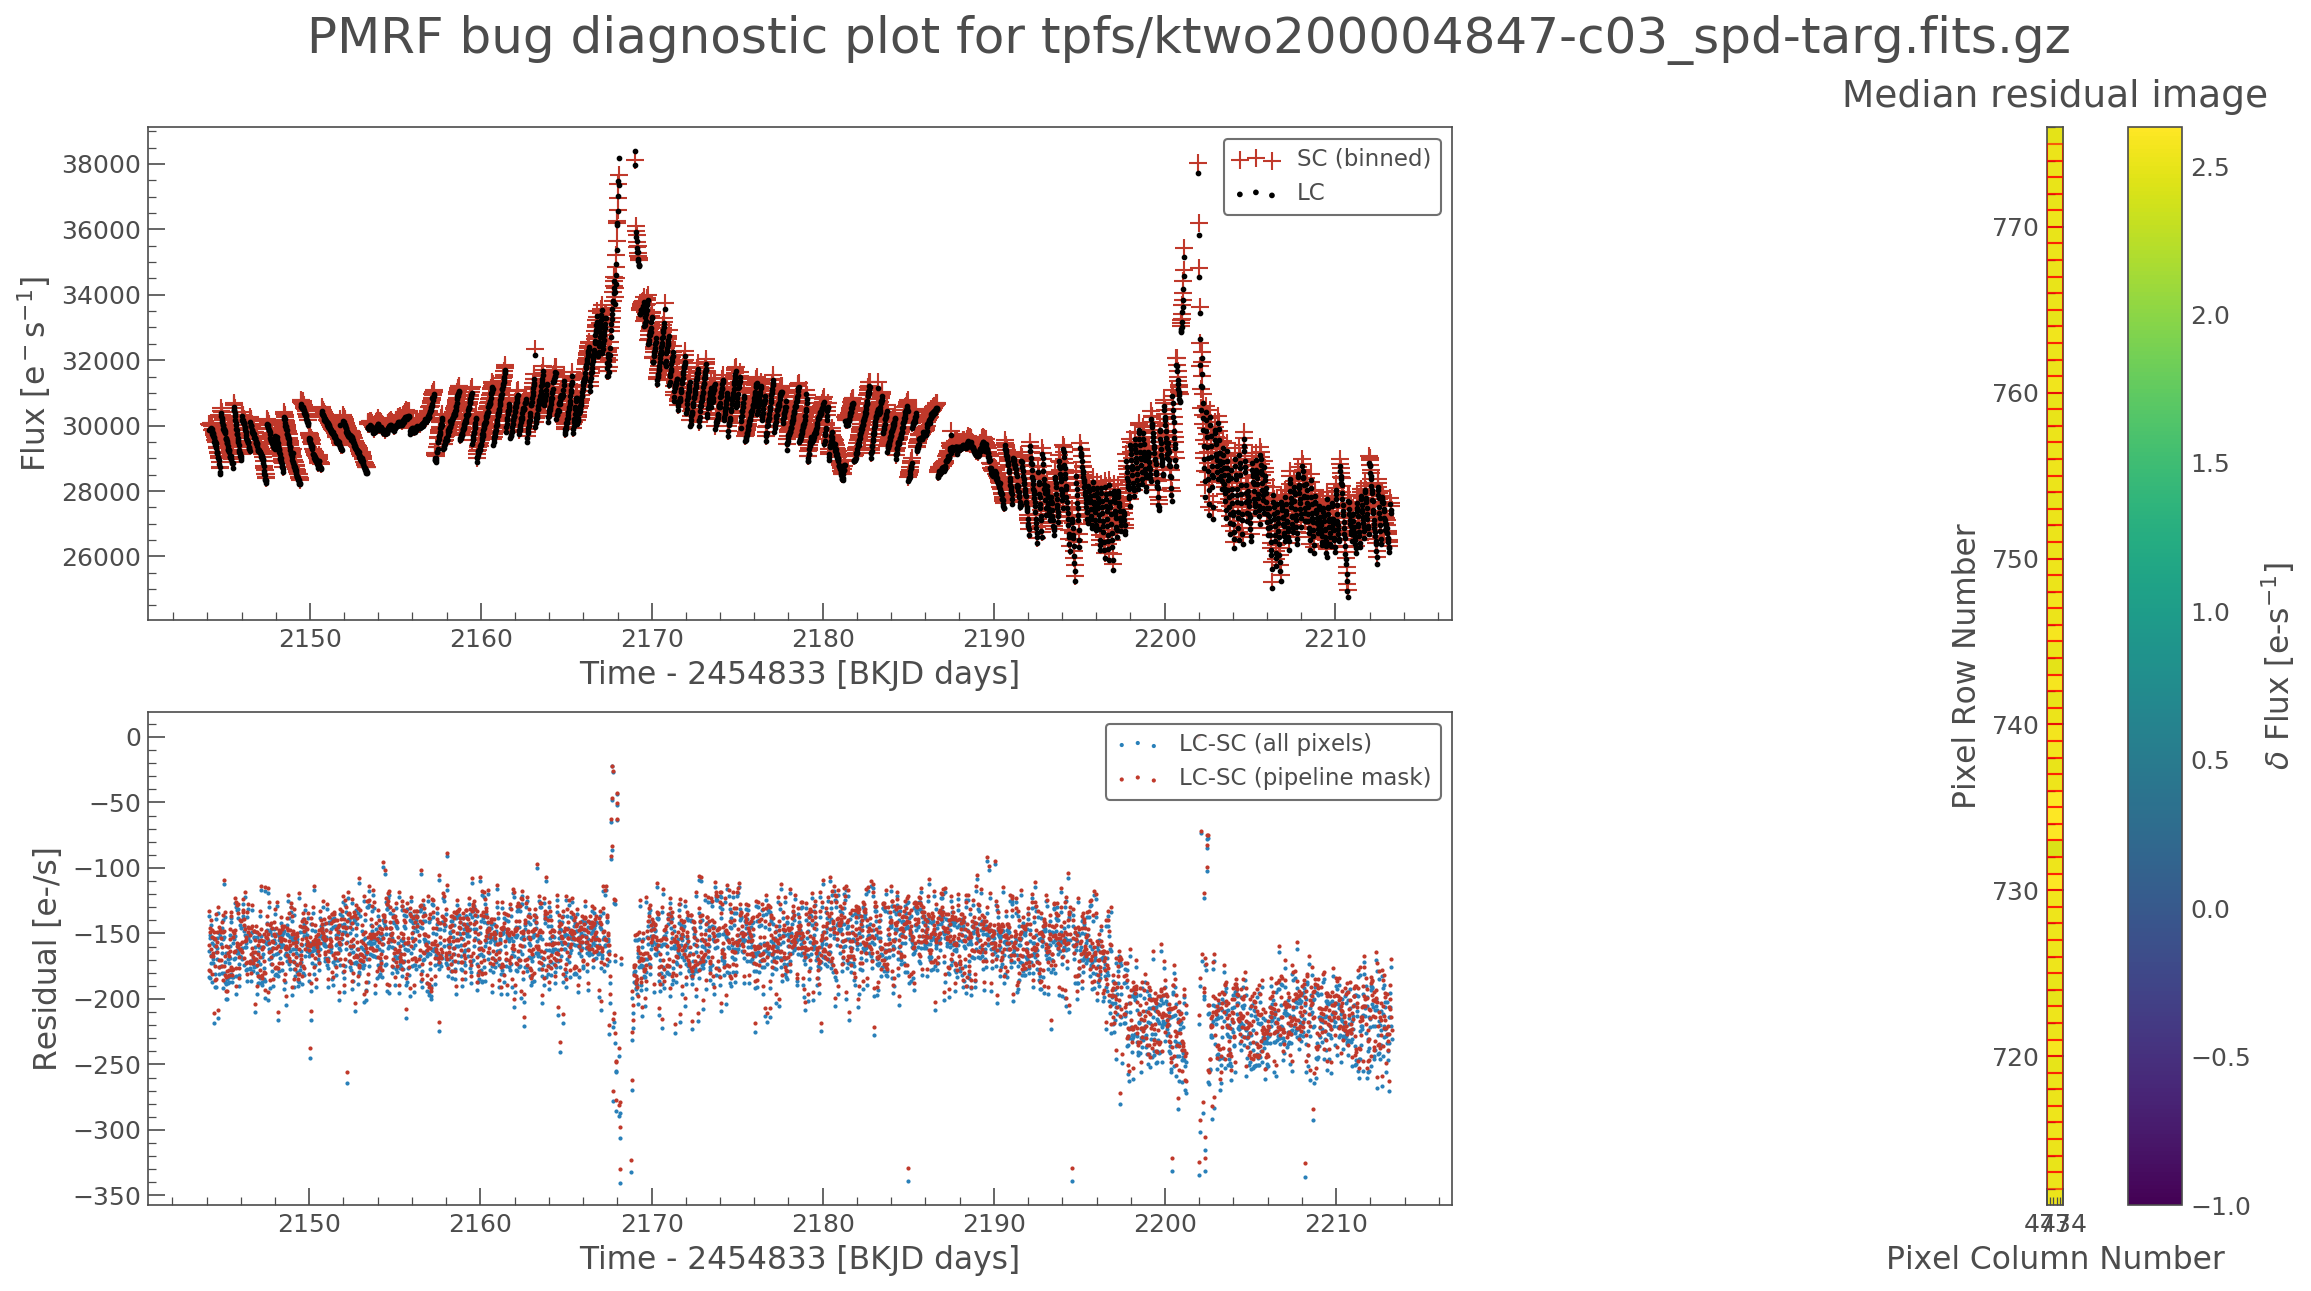 PMRF bug diagnostic plot for tpfs/ktwo200004847-c03_spd-targ.fits.gz
Flux [e⁻ s⁻¹]
38000
36000
34000
32000
30000
28000
26000
SC (binned)
LC
2150 2160 2170 2180 2190 2200 2210
Time - 2454833 [BKJD days]
Residual [e-/s]
0
−50
−100
−150
−200
−250
−300
−350
LC-SC (all pixels)
LC-SC (pipeline mask)
2150 2160 2170 2180 2190 2200 2210
Time - 2454833 [BKJD days]
Median residual image
Pixel Row Number
770
760
750
740
730
720
Pixel Column Number
2.5
2.0
1.5
1.0
0.5
0.0
−0.5
−1.0
δ Flux [e-s⁻¹]